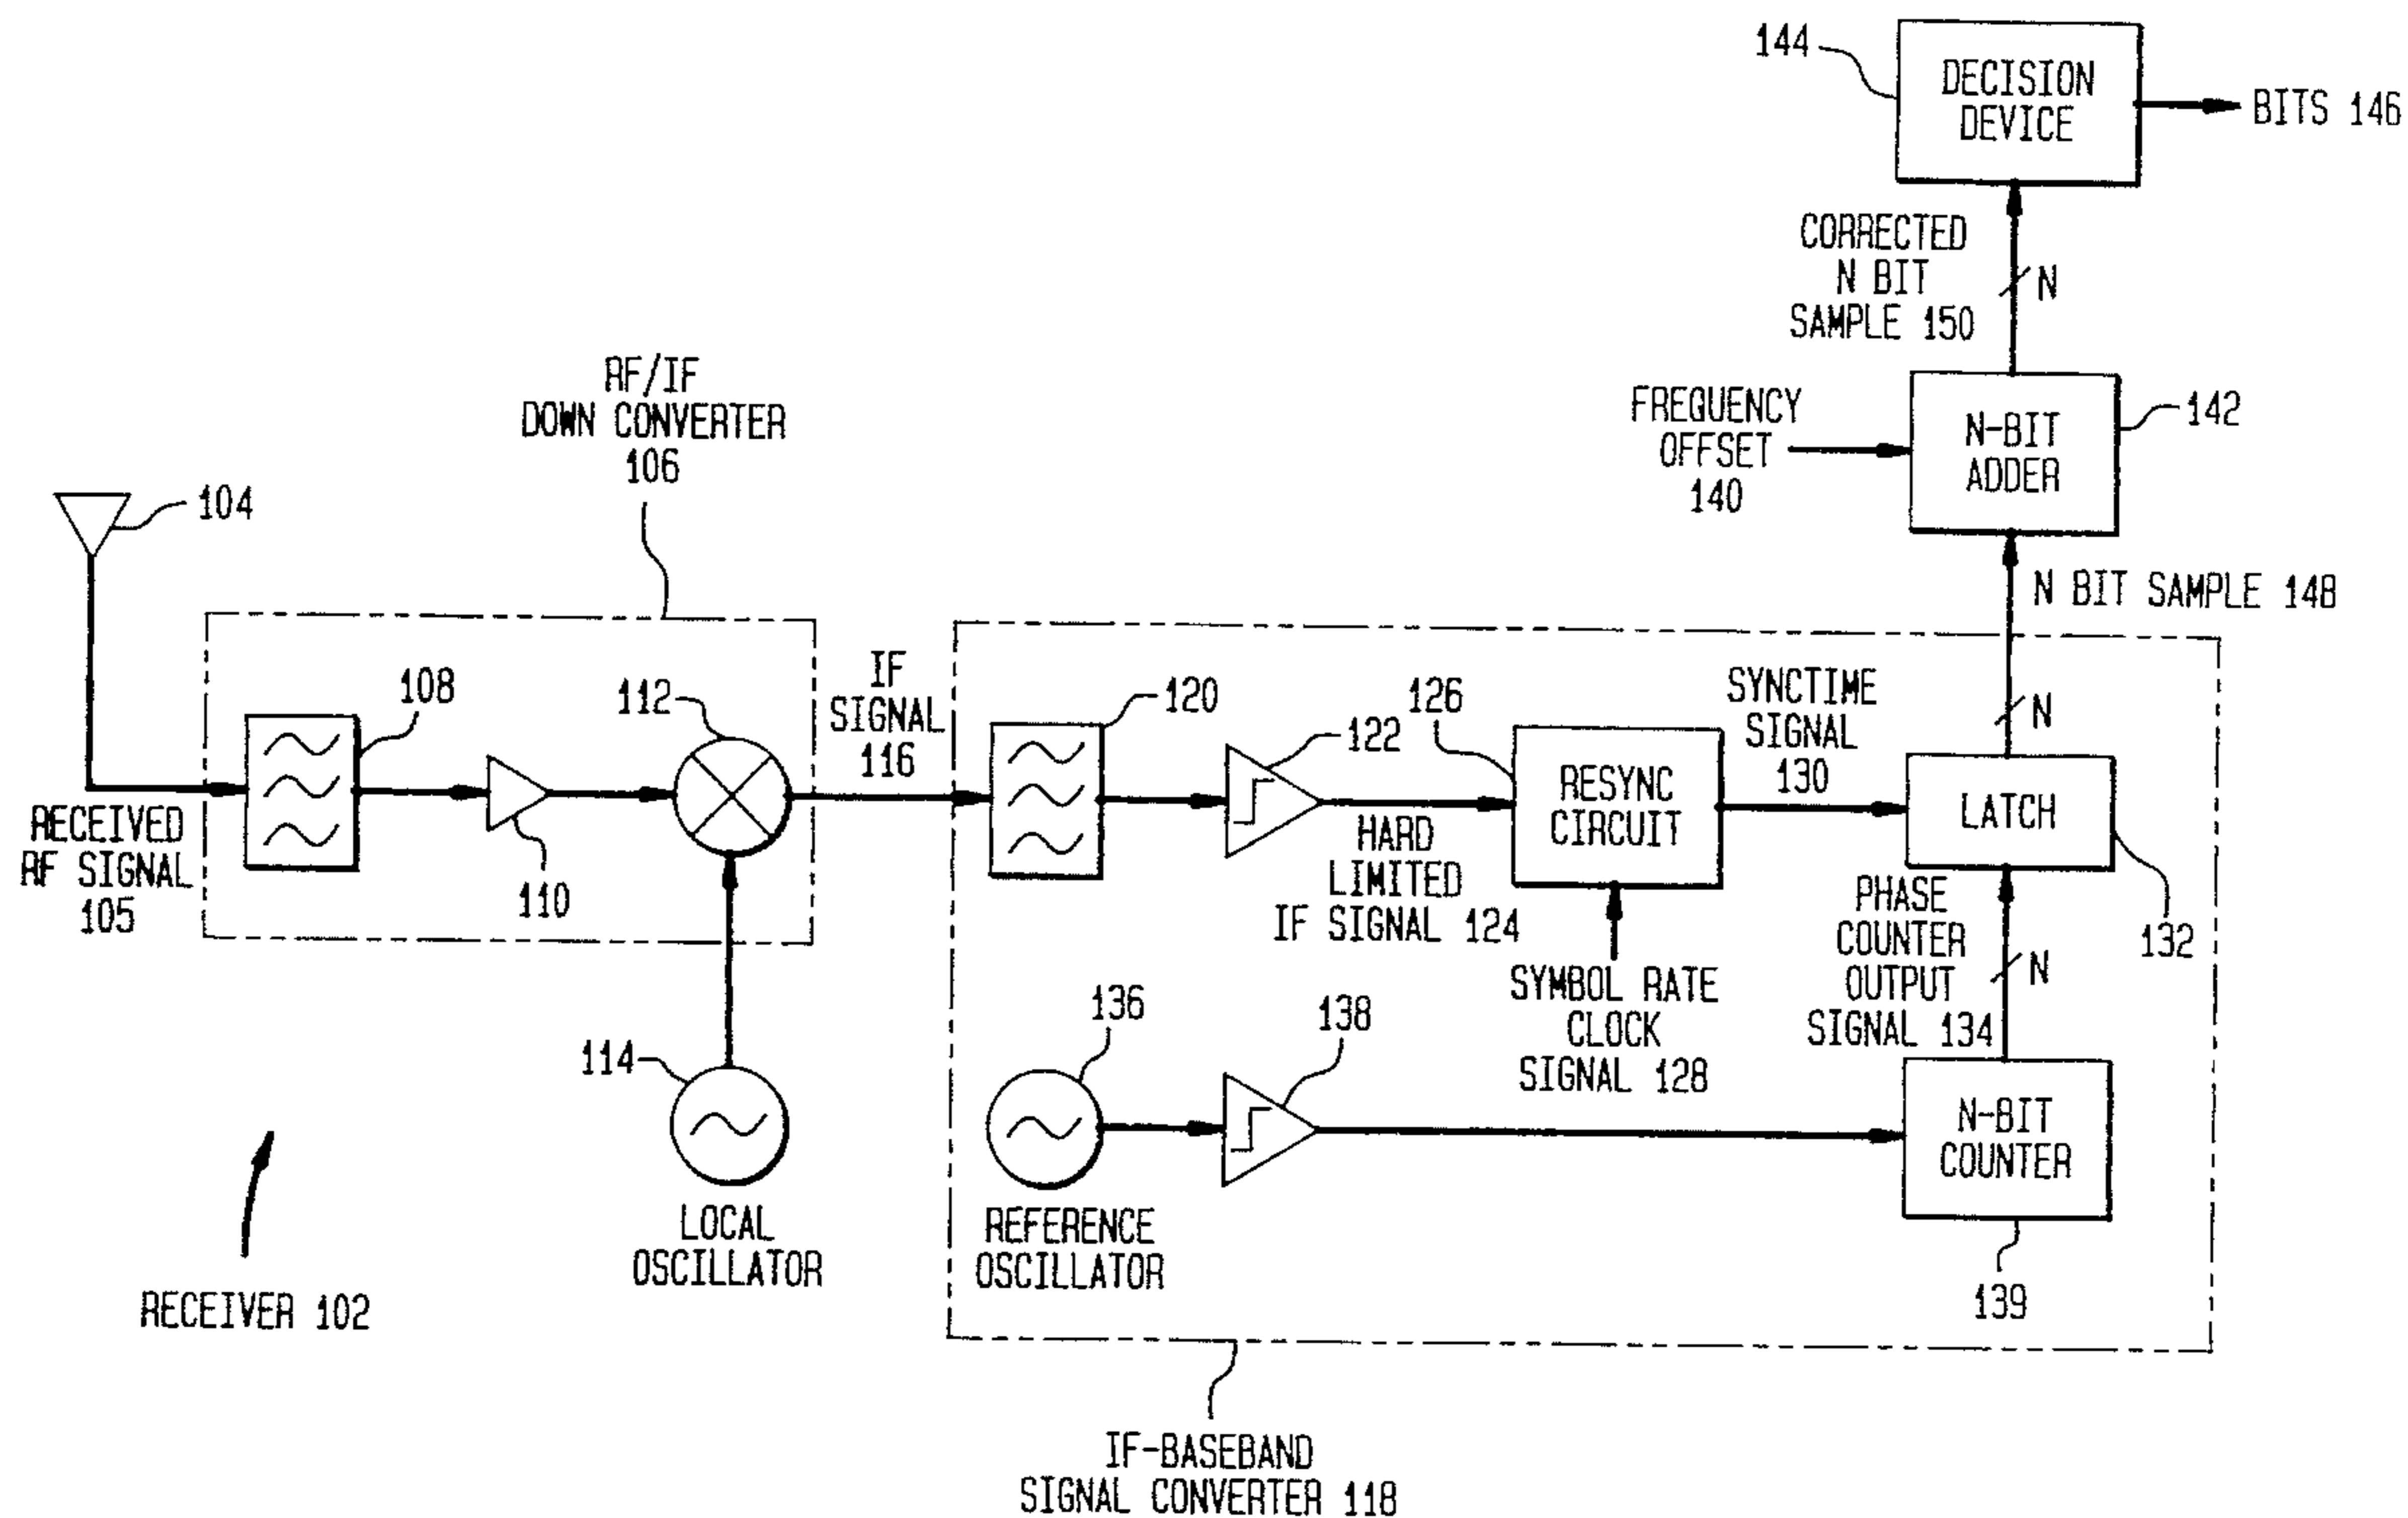 144
DECISION
DEVICE
BITS 146
CORRECTED
N BIT
SAMPLE 150
N
RF/IF
DOWN CONVERTER
106
FREQUENCY
OFFSET
140
N-BIT
ADDER
142
104
N BIT SAMPLE 148
108
112
IF
SIGNAL
116
120
122
126
SYNCTIME
SIGNAL
130
N
RESYNC
CIRCUIT
LATCH
RECEIVED
RF SIGNAL
105
110
HARD
LIMITED
IF SIGNAL 124
PHASE
COUNTER
OUTPUT
SIGNAL 134
N
132
SYMBOL RATE
CLOCK
SIGNAL 128
136
138
114
N-BIT
COUNTER
LOCAL
OSCILLATOR
REFERENCE
OSCILLATOR
139
RECEIVER 102
IF-BASEBAND
SIGNAL CONVERTER 118